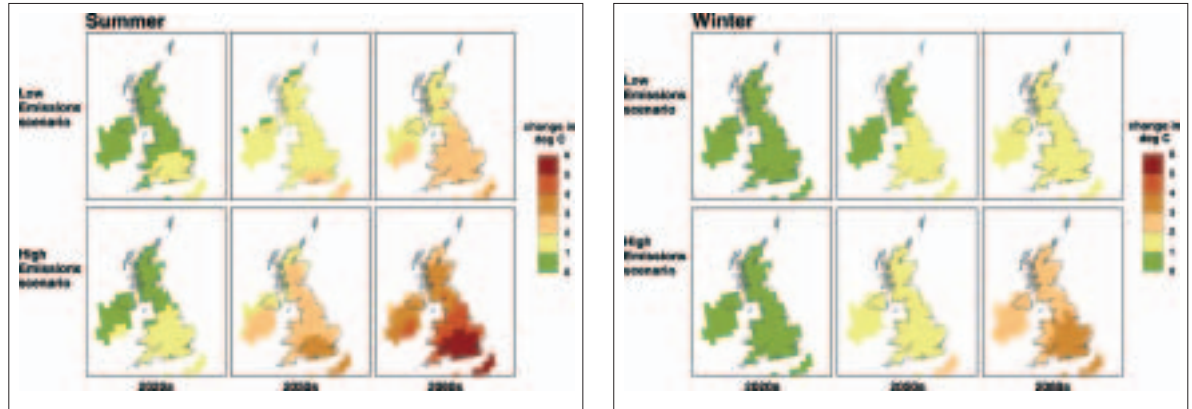 Summer
Low
Emissions
scenario
change in
deg C
High
Emissions
scenario
2020s
2050s
2080s
Winter
Low
Emissions
scenario
change in
deg C
High
Emissions
scenario
2020s
2050s
2080s